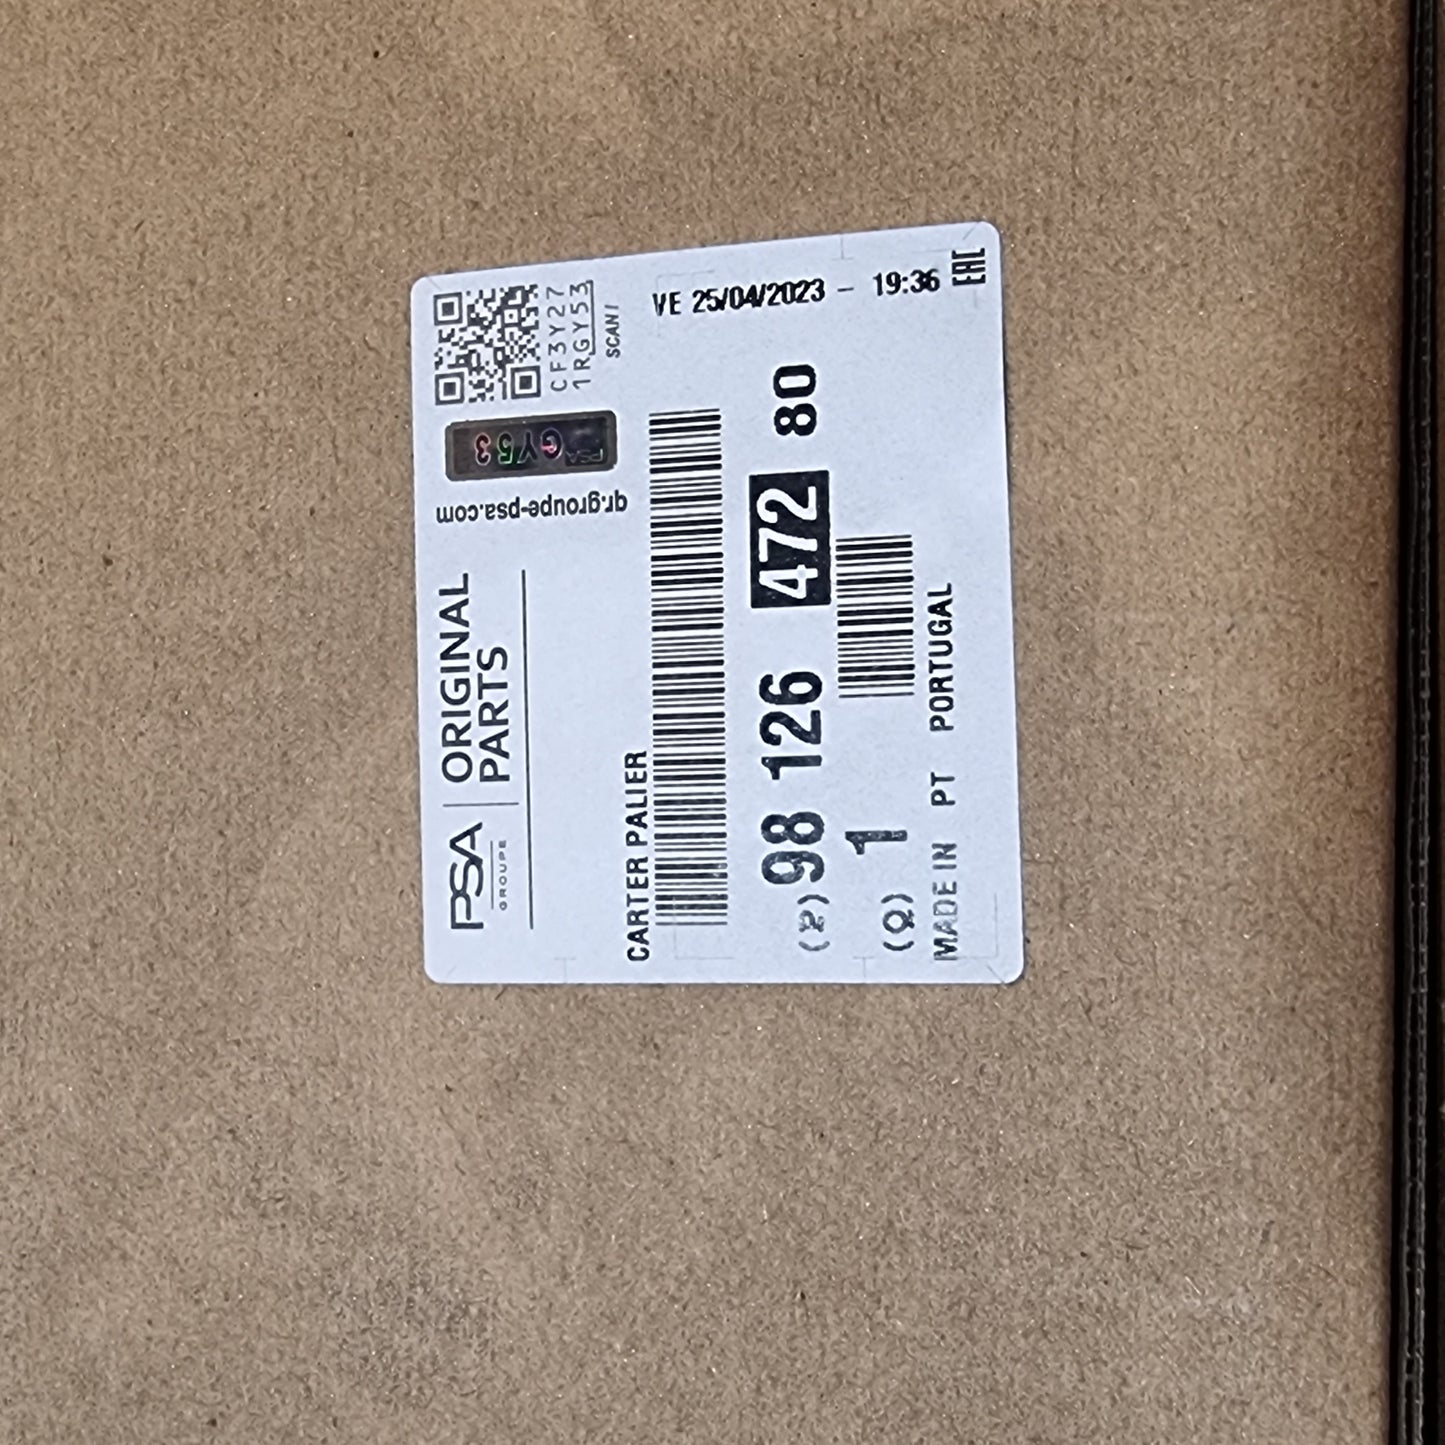 PSA
GROUPE
ORIGINAL
PARTS
qr.groupe-psa.com
PSA GY53
CF3Y27
1RGY53
SCAN!
CARTER PALIER
VE 25/04/2023 - 19:36
(P) 98 126 472 80
(Q) 1
MADE IN PT PORTUGAL
EAC